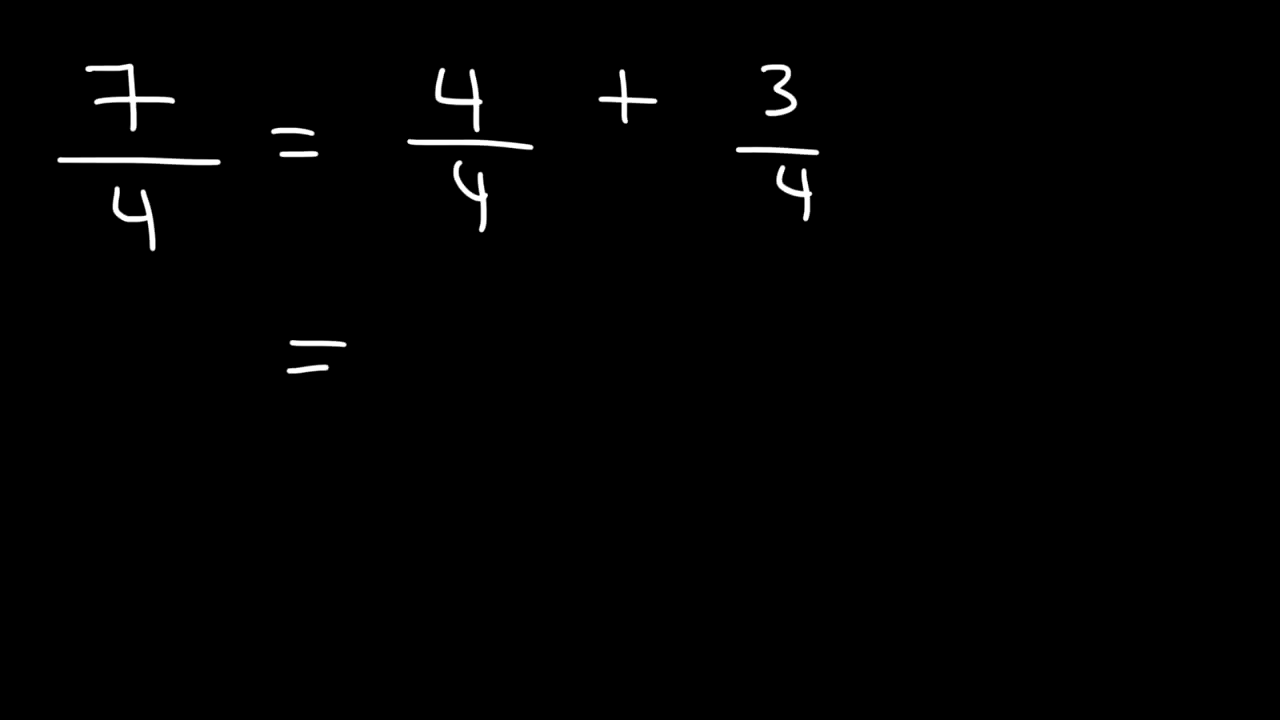 7/4 = 4/4 + 3/4
=